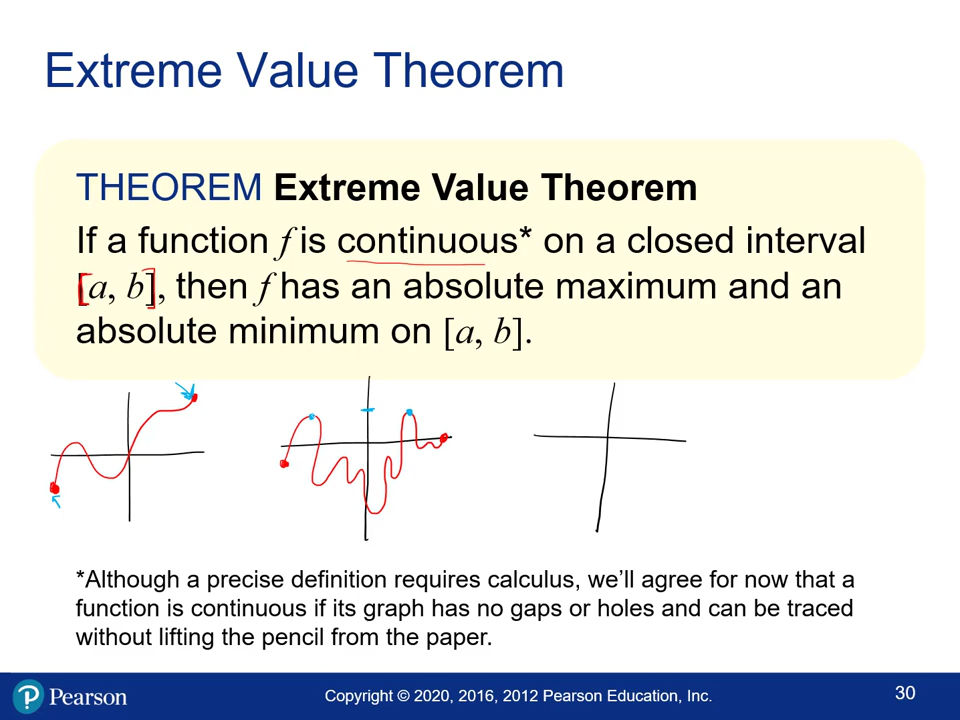 Extreme Value Theorem
THEOREM Extreme Value Theorem
If a function f is continuous* on a closed interval
[a, b], then f has an absolute maximum and an
absolute minimum on [a, b].
*Although a precise definition requires calculus, we’ll agree for now that a
function is continuous if its graph has no gaps or holes and can be traced
without lifting the pencil from the paper.
Pearson
Copyright © 2020, 2016, 2012 Pearson Education, Inc.
30